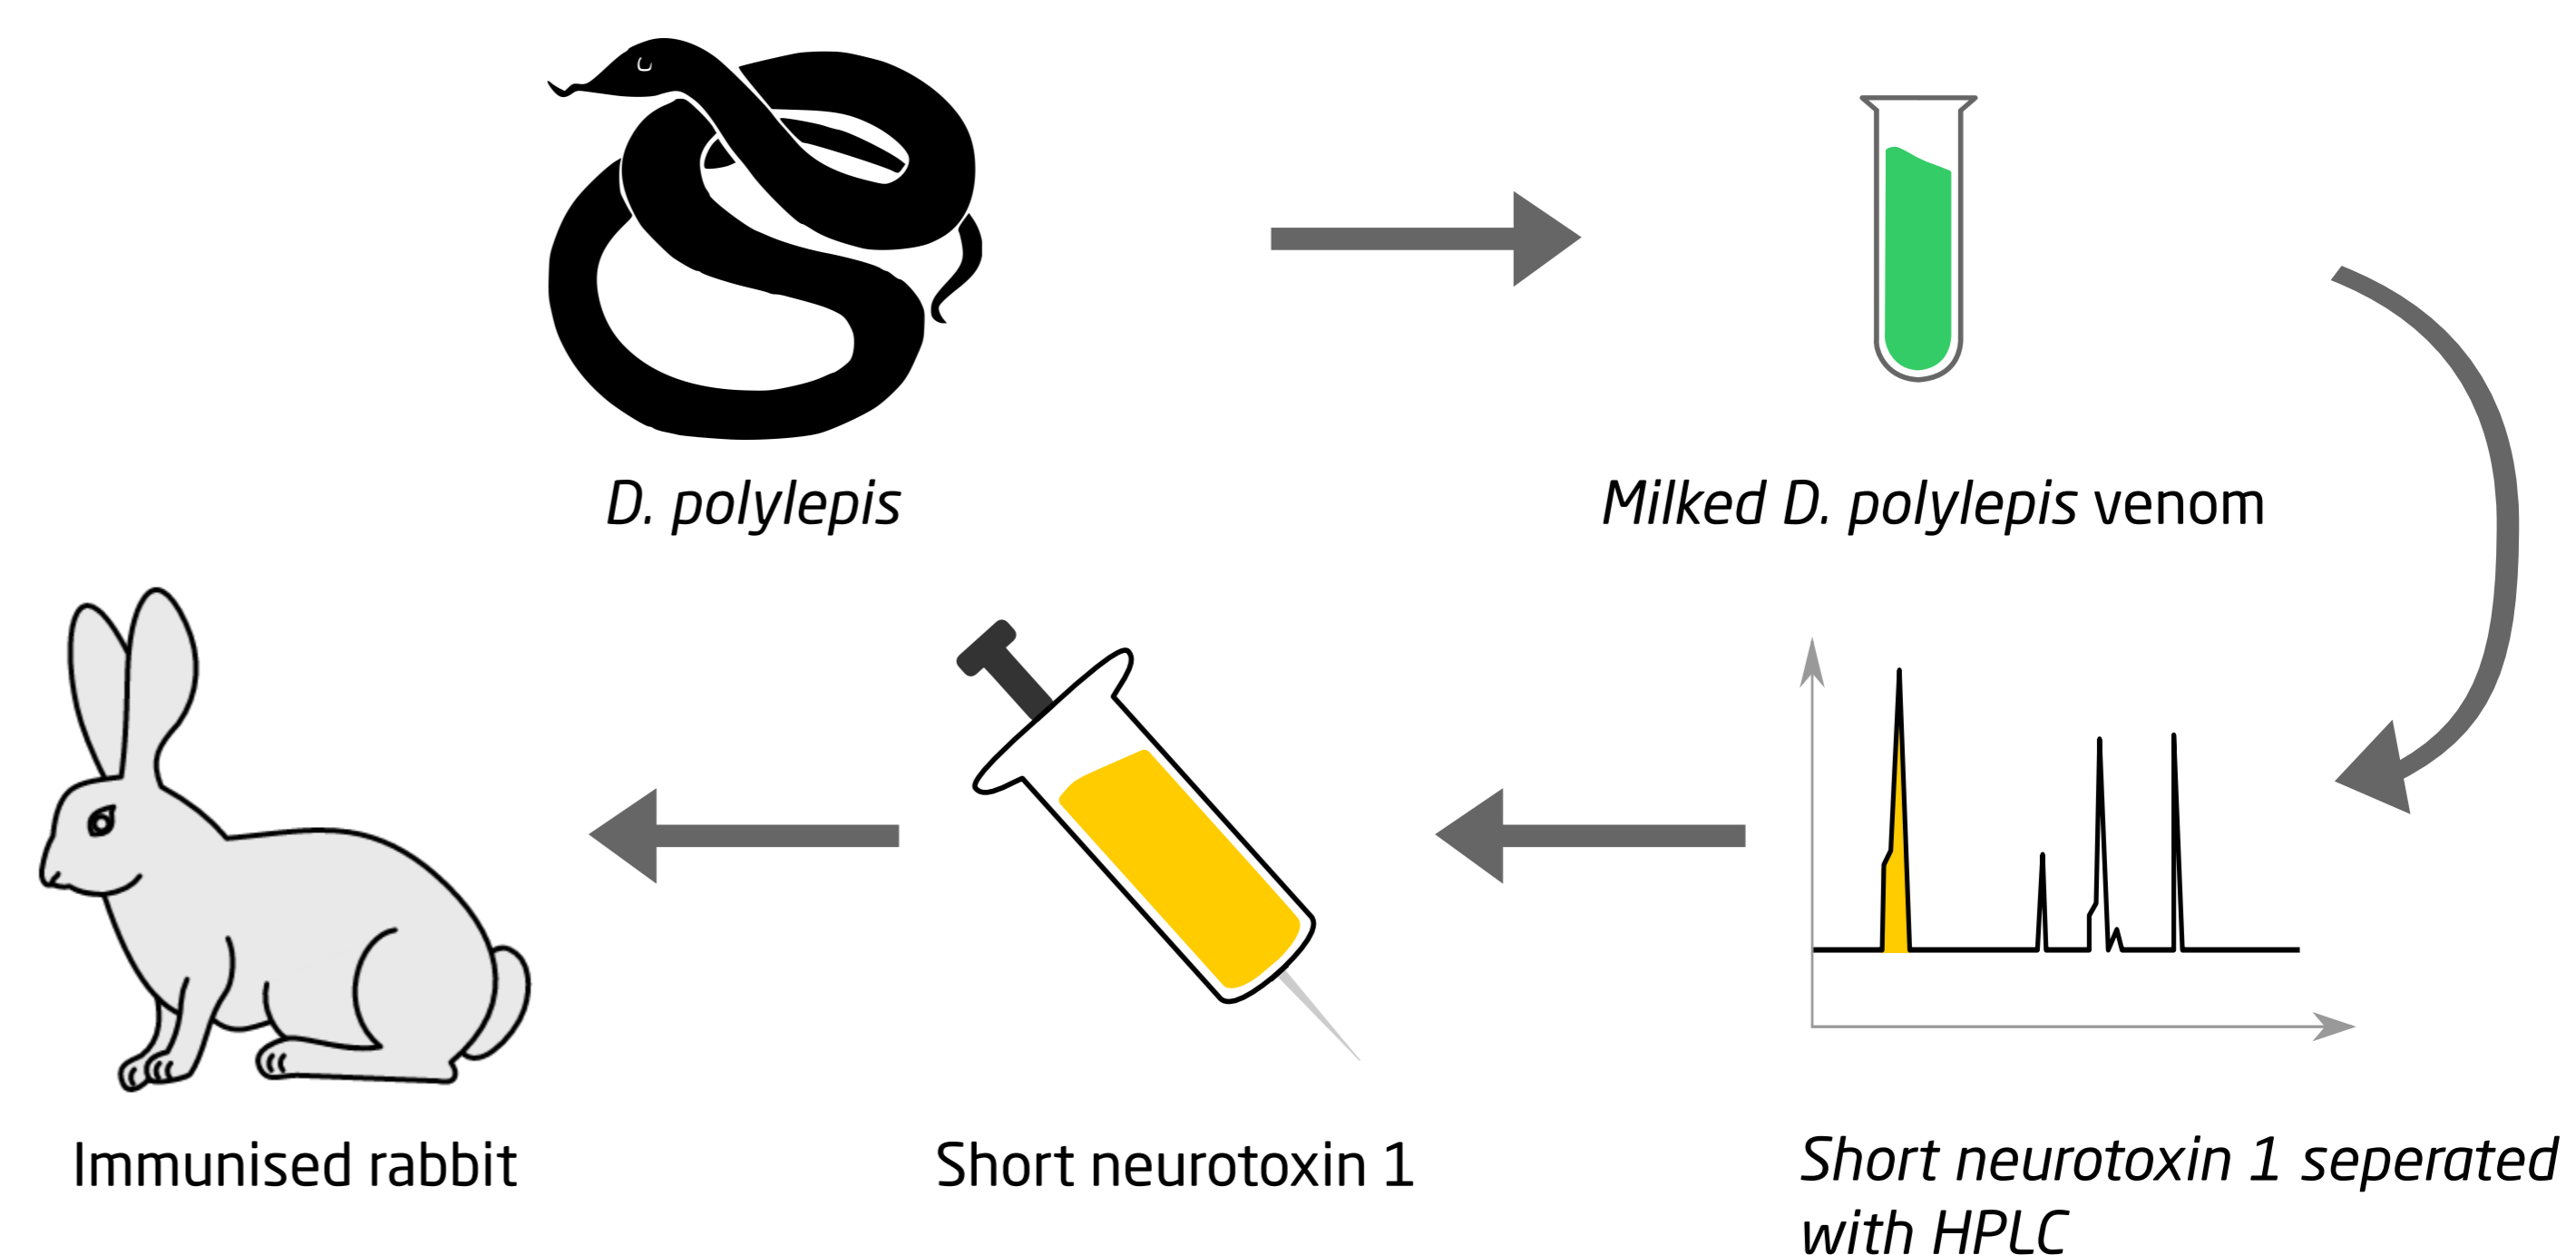 D. polylepis
Milked D. polylepis venom
Immunised rabbit
Short neurotoxin 1
Short neurotoxin 1 seperated
with HPLC